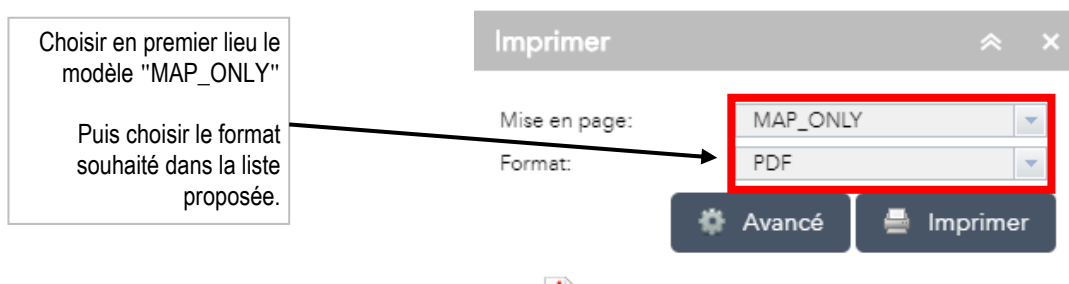 Choisir en premier lieu le
modèle "MAP_ONLY"
Puis choisir le format
souhaité dans la liste
proposée.
Imprimer
Mise en page:
MAP_ONLY
Format:
PDF
Avancé
Imprimer